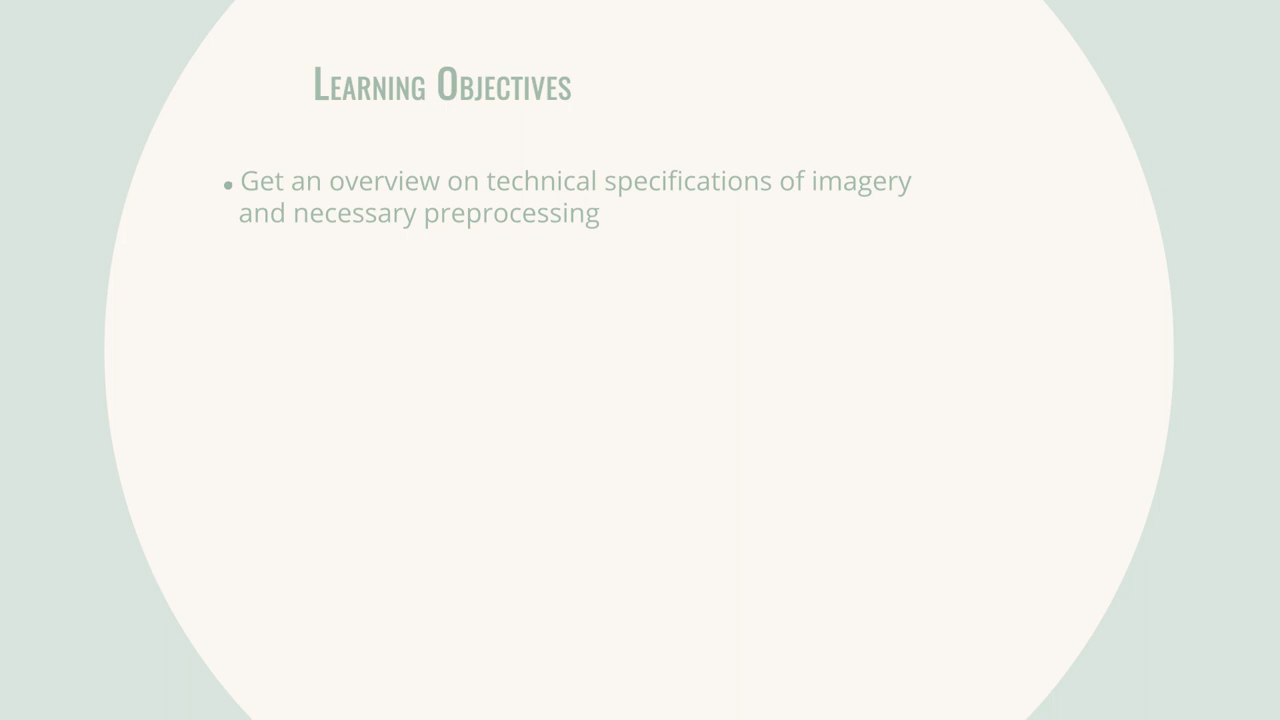 Learning Objectives
• Get an overview on technical specifications of imagery
and necessary preprocessing